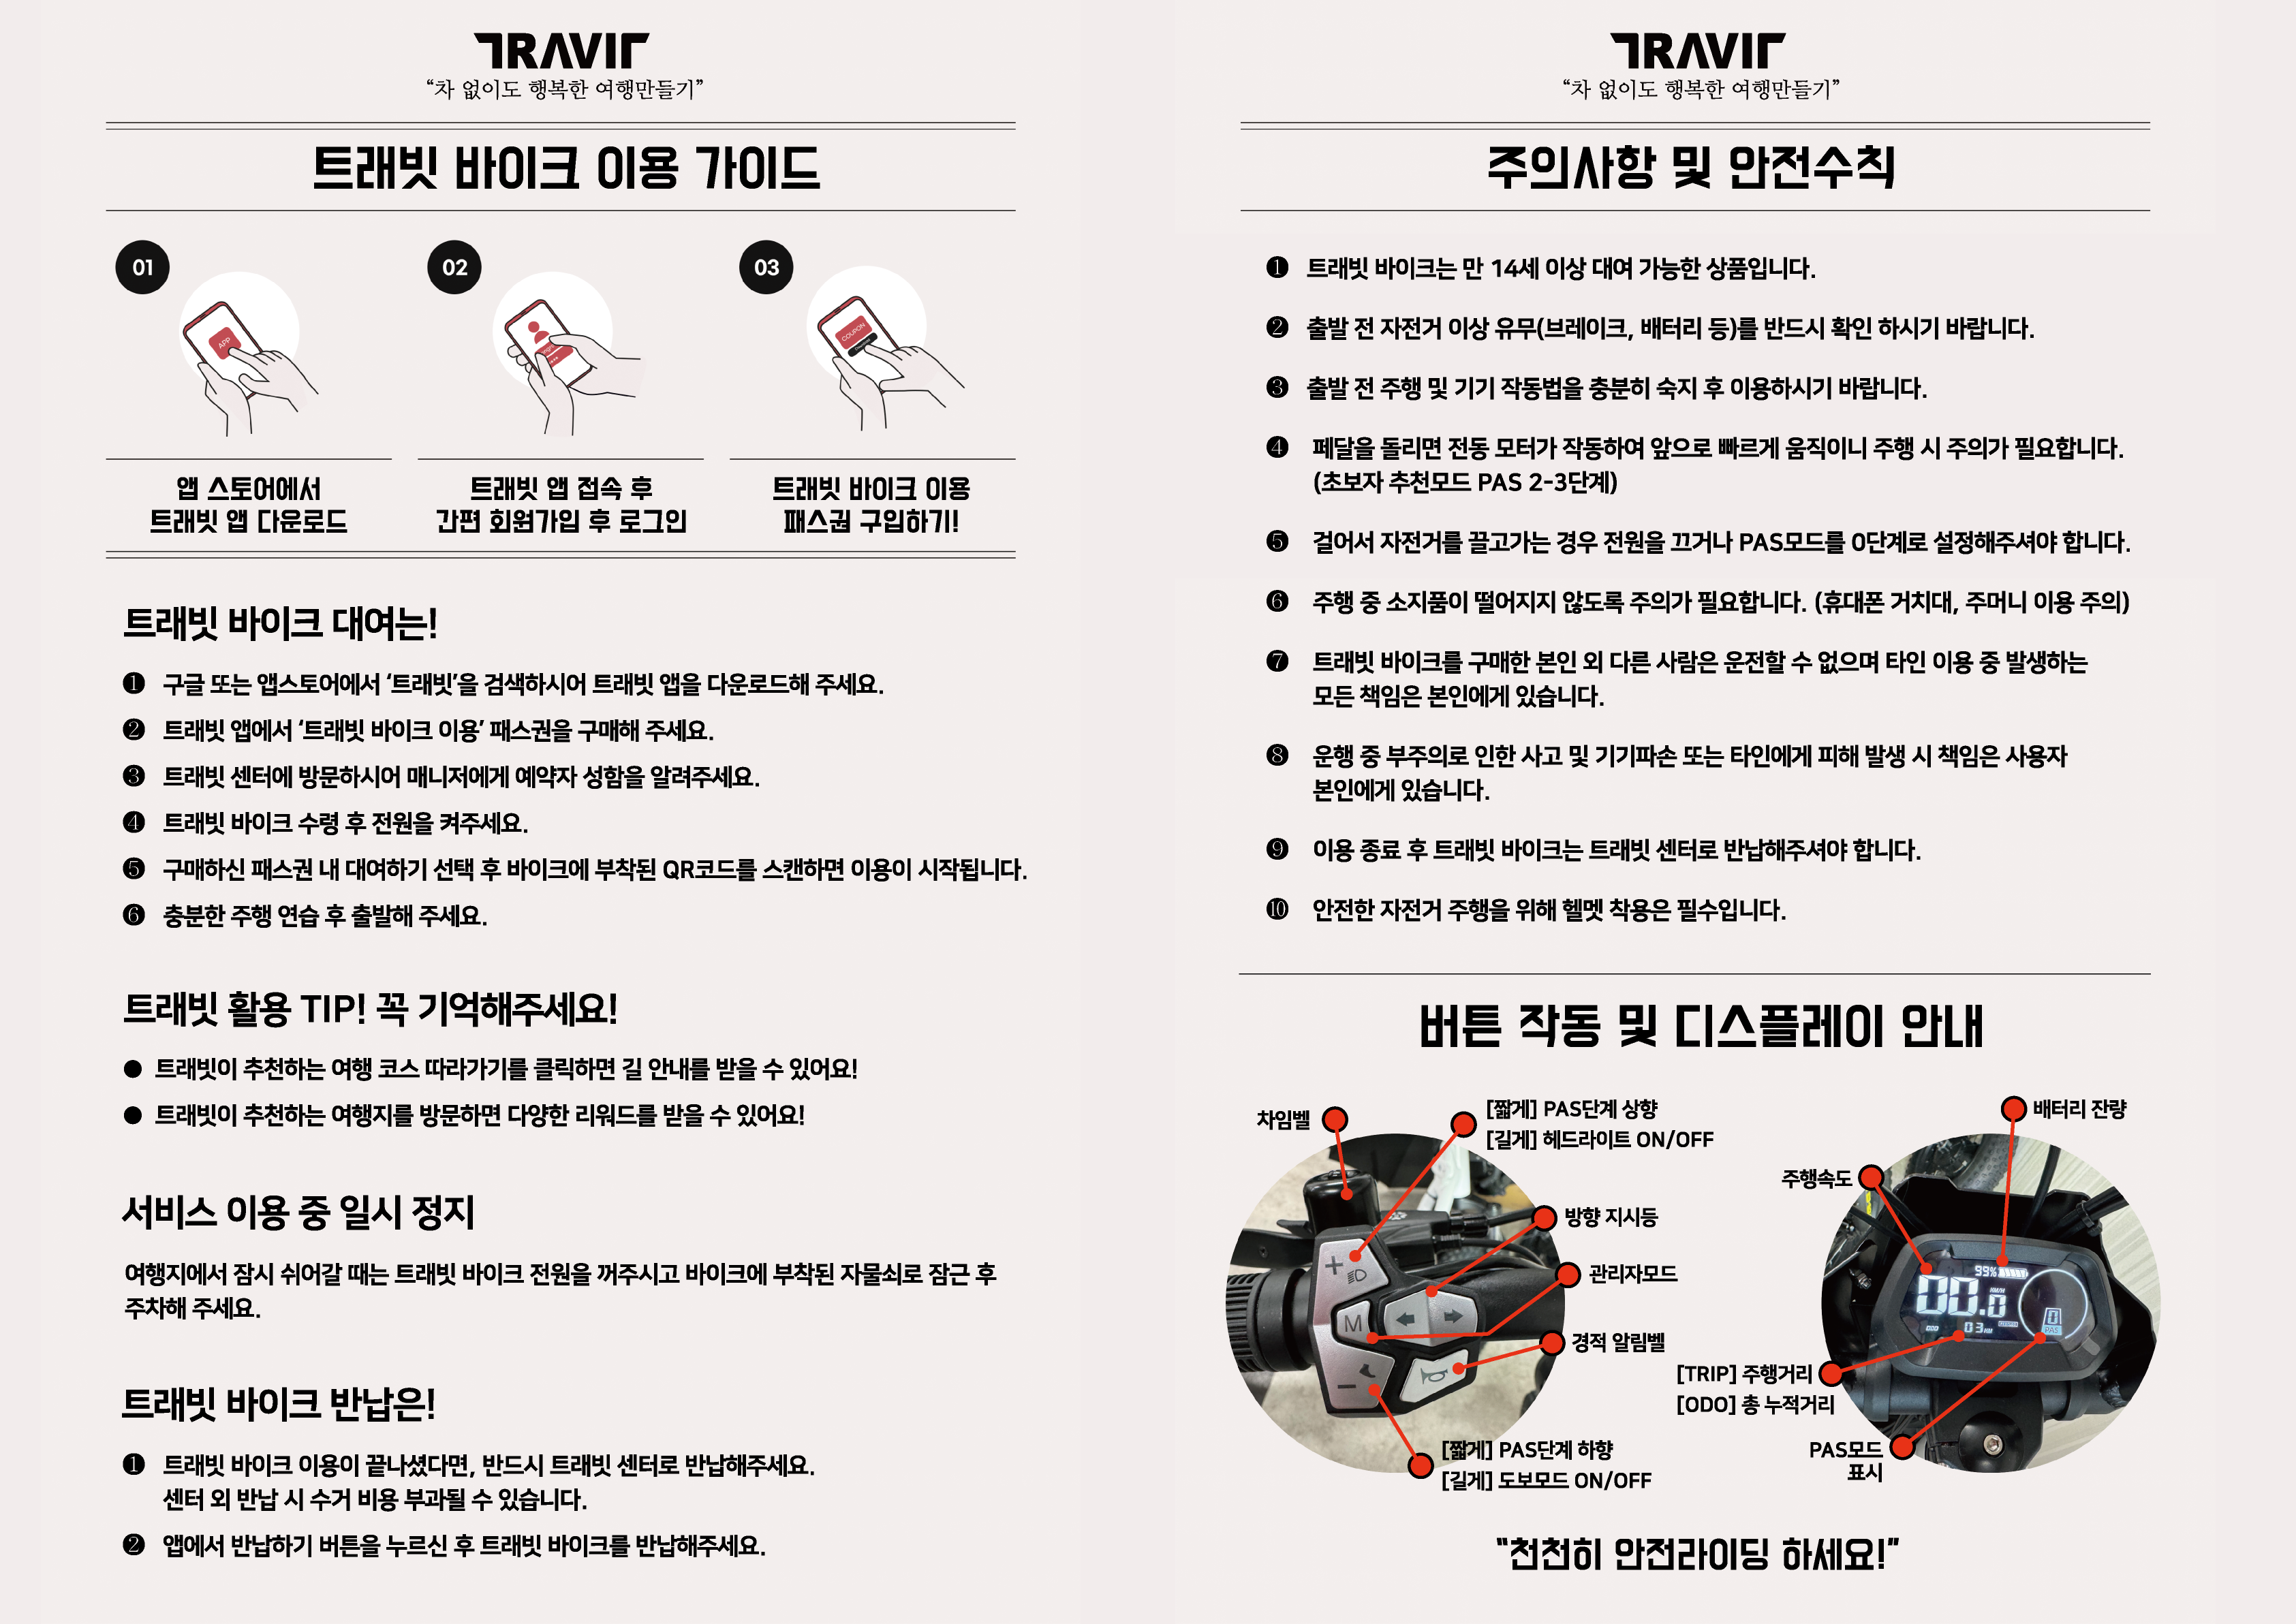 TRAVIT
“차 없이도 행복한 여행만들기”
트래빗 바이크 이용 가이드
01
02
03
APP
COUPON
앱 스토어에서
트래빗 앱 다운로드
트래빗 앱 접속 후
간편 회원가입 후 로그인
트래빗 바이크 이용
패스권 구입하기!
트래빗 바이크 대여는!
❶ 구글 또는 앱스토어에서 ‘트래빗’을 검색하시어 트래빗 앱을 다운로드해 주세요.
❷ 트래빗 앱에서 ‘트래빗 바이크 이용’ 패스권을 구매해 주세요.
❸ 트래빗 센터에 방문하시어 매니저에게 예약자 성함을 알려주세요.
❹ 트래빗 바이크 수령 후 전원을 켜주세요.
❺ 구매하신 패스권 내 대여하기 선택 후 바이크에 부착된 QR코드를 스캔하면 이용이 시작됩니다.
❻ 충분한 주행 연습 후 출발해 주세요.
트래빗 활용 TIP! 꼭 기억해주세요!
● 트래빗이 추천하는 여행 코스 따라가기를 클릭하면 길 안내를 받을 수 있어요!
● 트래빗이 추천하는 여행지를 방문하면 다양한 리워드를 받을 수 있어요!
서비스 이용 중 일시 정지
여행지에서 잠시 쉬어갈 때는 트래빗 바이크 전원을 꺼주시고 바이크에 부착된 자물쇠로 잠근 후
주차해 주세요.
트래빗 바이크 반납은!
❶ 트래빗 바이크 이용이 끝나셨다면, 반드시 트래빗 센터로 반납해주세요.
센터 외 반납 시 수거 비용 부과될 수 있습니다.
❷ 앱에서 반납하기 버튼을 누르신 후 트래빗 바이크를 반납해주세요.
TRAVIT
“차 없이도 행복한 여행만들기”
주의사항 및 안전수칙
❶ 트래빗 바이크는 만 14세 이상 대여 가능한 상품입니다.
❷ 출발 전 자전거 이상 유무(브레이크, 배터리 등)를 반드시 확인 하시기 바랍니다.
❸ 출발 전 주행 및 기기 작동법을 충분히 숙지 후 이용하시기 바랍니다.
❹ 페달을 돌리면 전동 모터가 작동하여 앞으로 빠르게 움직이니 주행 시 주의가 필요합니다.
(초보자 추천모드 PAS 2-3단계)
❺ 걸어서 자전거를 끌고가는 경우 전원을 끄거나 PAS모드를 0단계로 설정해주셔야 합니다.
❻ 주행 중 소지품이 떨어지지 않도록 주의가 필요합니다. (휴대폰 거치대, 주머니 이용 주의)
❼ 트래빗 바이크를 구매한 본인 외 다른 사람은 운전할 수 없으며 타인 이용 중 발생하는
모든 책임은 본인에게 있습니다.
❽ 운행 중 부주의로 인한 사고 및 기기파손 또는 타인에게 피해 발생 시 책임은 사용자
본인에게 있습니다.
❾ 이용 종료 후 트래빗 바이크는 트래빗 센터로 반납해주셔야 합니다.
❿ 안전한 자전거 주행을 위해 헬멧 착용은 필수입니다.
버튼 작동 및 디스플레이 안내
차임벨
[짧게] PAS단계 상향
[길게] 헤드라이트 ON/OFF
방향 지시등
관리자모드
경적 알림벨
[짧게] PAS단계 하향
[길게] 도보모드 ON/OFF
+
M
−
배터리 잔량
주행속도
99%
00.0
KM/H
0
PAS
03
[TRIP] 주행거리
[ODO] 총 누적거리
PAS모드
표시
“천천히 안전라이딩 하세요!”